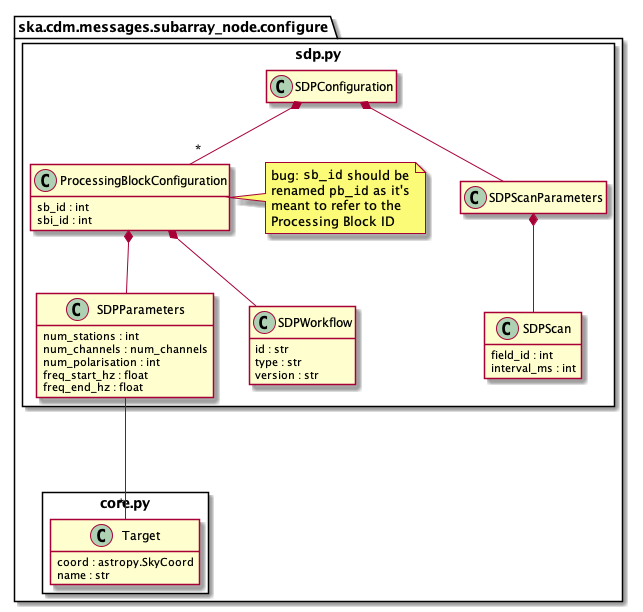 ska.cdm.messages.subarray_node.configure
sdp.py
C SDPConfiguration
*
C ProcessingBlockConfiguration
sb_id : int
sbi_id : int
bug: sb_id should be
renamed pb_id as it's
meant to refer to the
Processing Block ID
C SDPScanParameters
C SDPParameters
num_stations : int
num_channels : num_channels
num_polarisation : int
freq_start_hz : float
freq_end_hz : float
C SDPWorkflow
id : str
type : str
version : str
C SDPScan
field_id : int
interval_ms : int
*
core.py
C Target
coord : astropy.SkyCoord
name : str